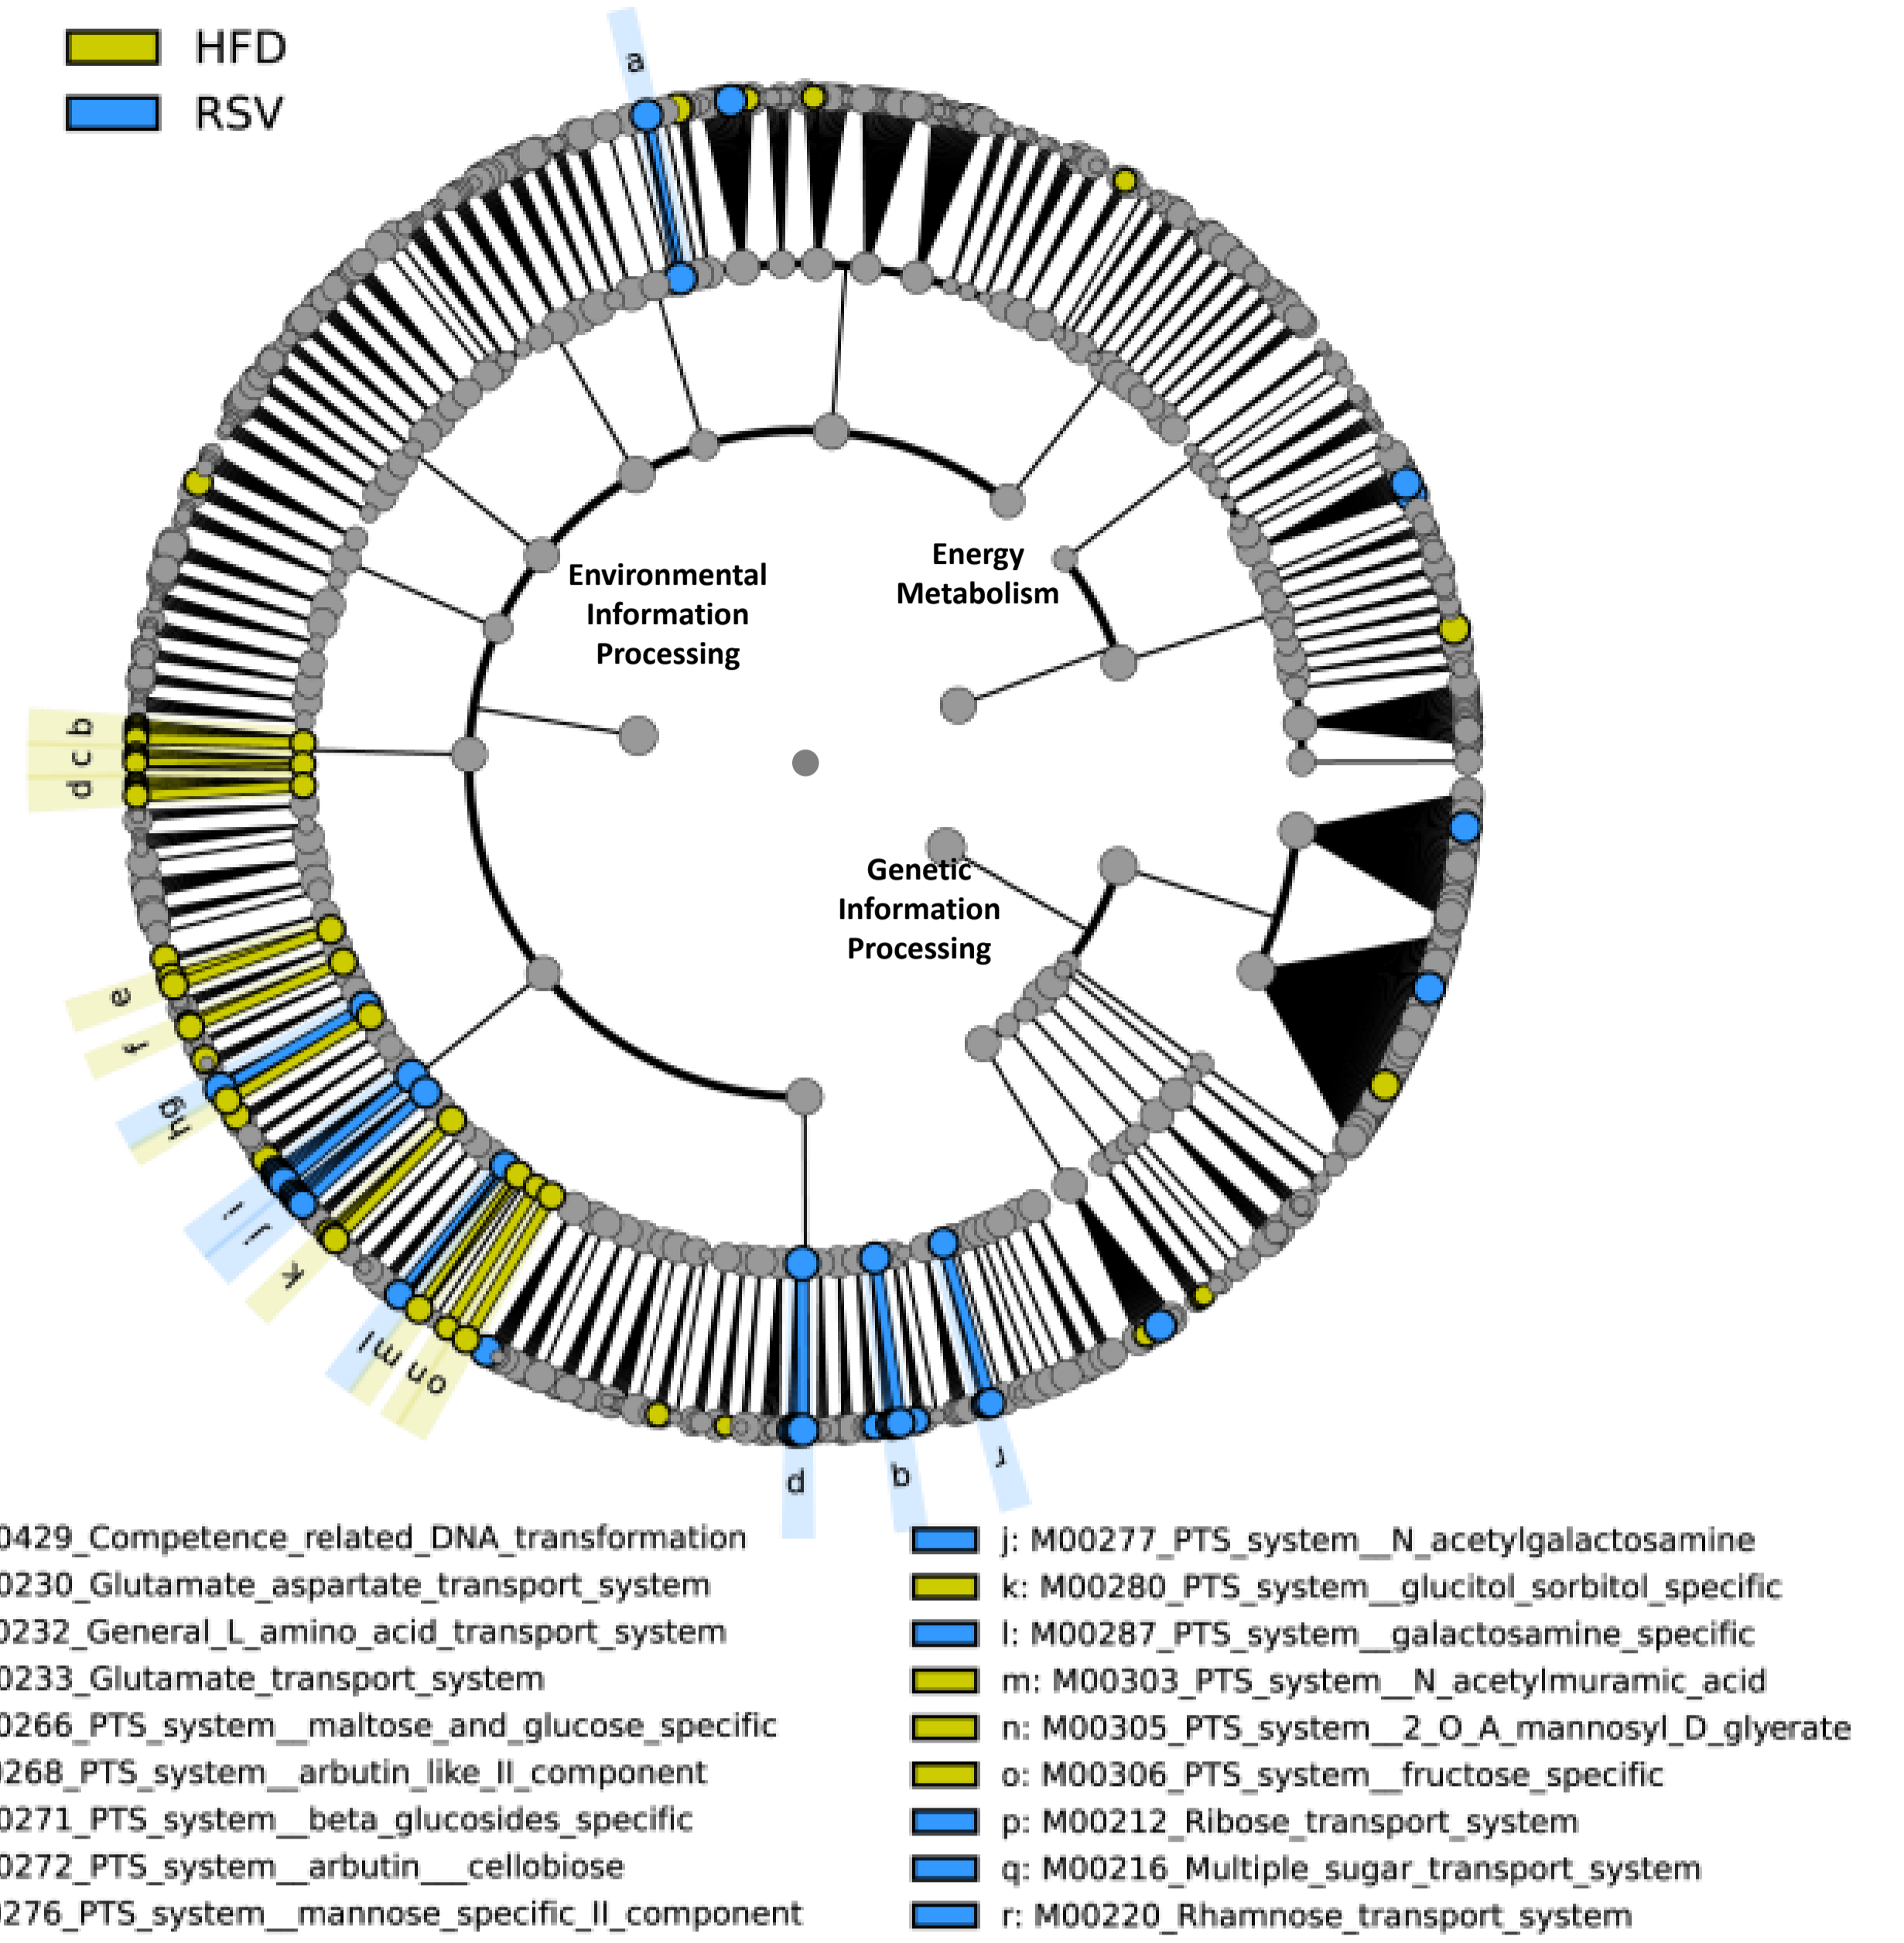 HFD
RSV
a
Environmental
Information
Processing
Energy
Metabolism
b
c
d
Genetic
Information
Processing
e
f
g
h
i
j
k
l
m
n
o
p
q
r
0429_Competence_related_DNA_transformation
0230_Glutamate_aspartate_transport_system
0232_General_L_amino_acid_transport_system
0233_Glutamate_transport_system
0266_PTS_system__maltose_and_glucose_specific
0268_PTS_system__arbutin_like_II_component
0271_PTS_system__beta_glucosides_specific
0272_PTS_system__arbutin___cellobiose
0276_PTS_system__mannose_specific_II_component
j: M00277_PTS_system__N_acetylgalactosamine
k: M00280_PTS_system__glucitol_sorbitol_specific
l: M00287_PTS_system__galactosamine_specific
m: M00303_PTS_system__N_acetylmuramic_acid
n: M00305_PTS_system__2_O_A_mannosyl_D_glyerate
o: M00306_PTS_system__fructose_specific
p: M00212_Ribose_transport_system
q: M00216_Multiple_sugar_transport_system
r: M00220_Rhamnose_transport_system